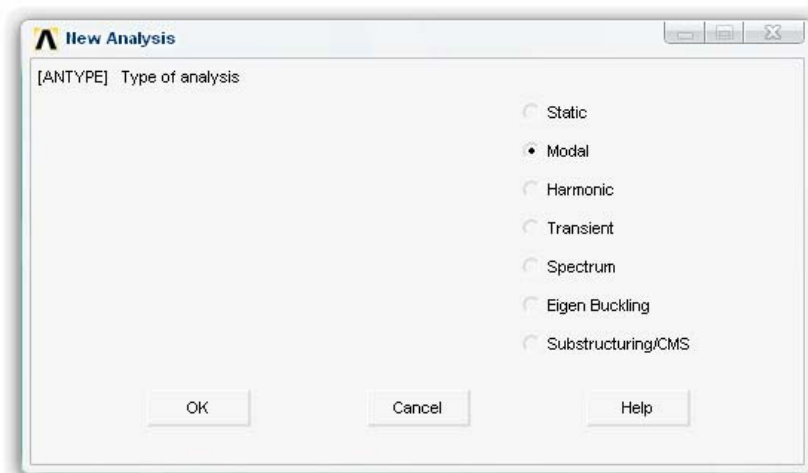 New Analysis
[ANTYPE] Type of analysis
Static
Modal
Harmonic
Transient
Spectrum
Eigen Buckling
Substructuring/CMS
OK Cancel Help